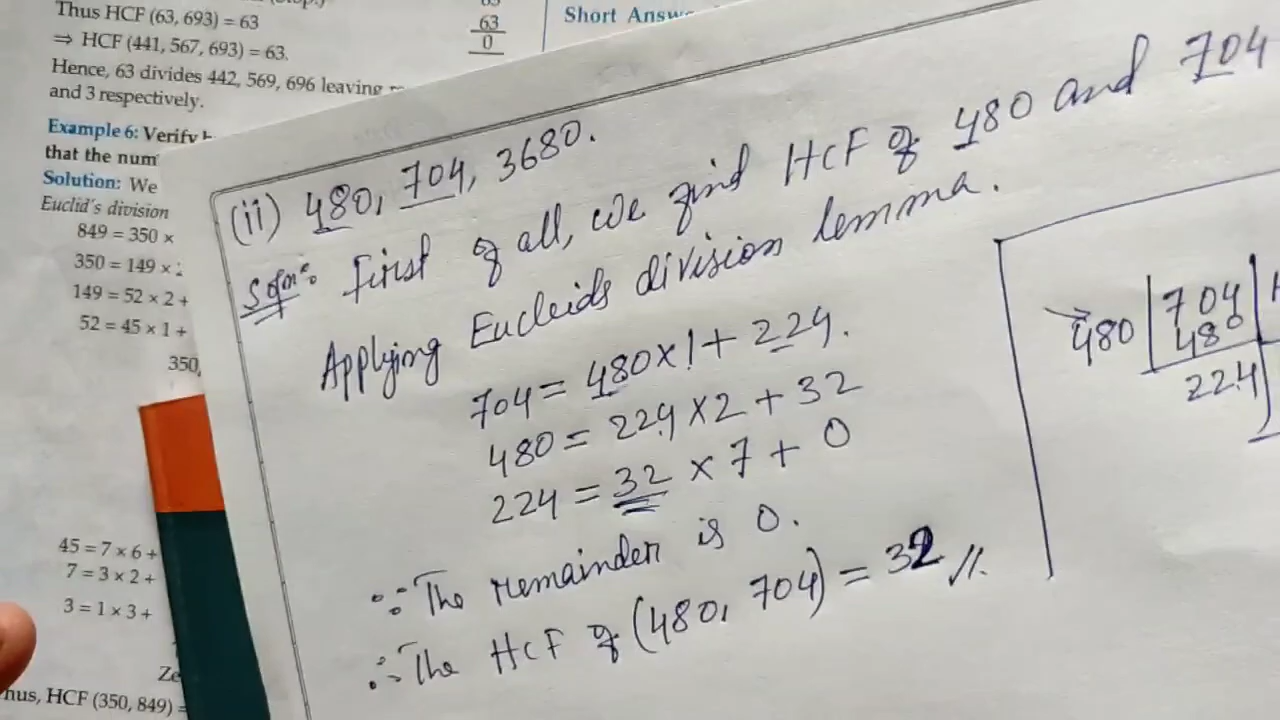 Thus HCF (63, 693) = 63
⇒ HCF (441, 567, 693) = 63.
Hence, 63 divides 442, 569, 696 leaving
and 3 respectively.
Example 6: Verify
that the num
Solution: We
Euclid's division
849 = 350 ×
350 = 149 ×
149 = 52 × 2 +
52 = 45 × 1 +
350,
45 = 7 × 6 +
7 = 3 × 2 +
3 = 1 × 3 +
Ze
hus, HCF (350, 849) =
63
0
Short Answe
(ii) 480, 704, 3680.
Soln: First of all, we find HCF of 480 and 704
Applying Eucleids division lemma.
704 = 480 × 1 + 224.
480 = 224 × 2 + 32
224 = 32 × 7 + 0
∵ The remainder is 0.
∴ The HCF of (480, 704) = 32 //.
480 | 704
480
224